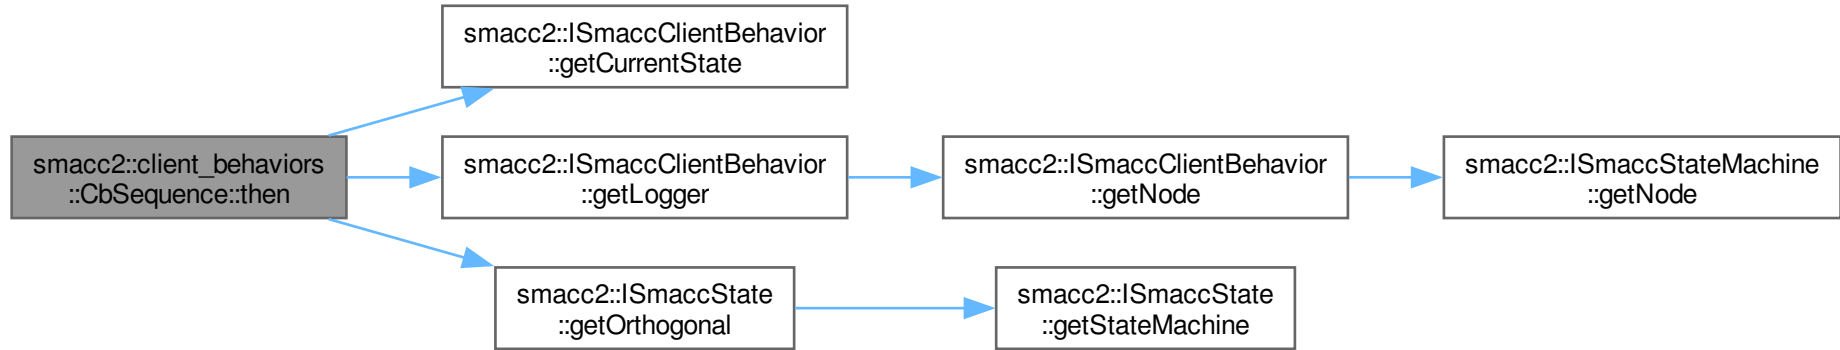 smacc2::ISmaccClientBehavior
::getCurrentState
smacc2::client_behaviors
::CbSequence::then
smacc2::ISmaccClientBehavior
::getLogger
smacc2::ISmaccClientBehavior
::getNode
smacc2::ISmaccStateMachine
::getNode
smacc2::ISmaccState
::getOrthogonal
smacc2::ISmaccState
::getStateMachine